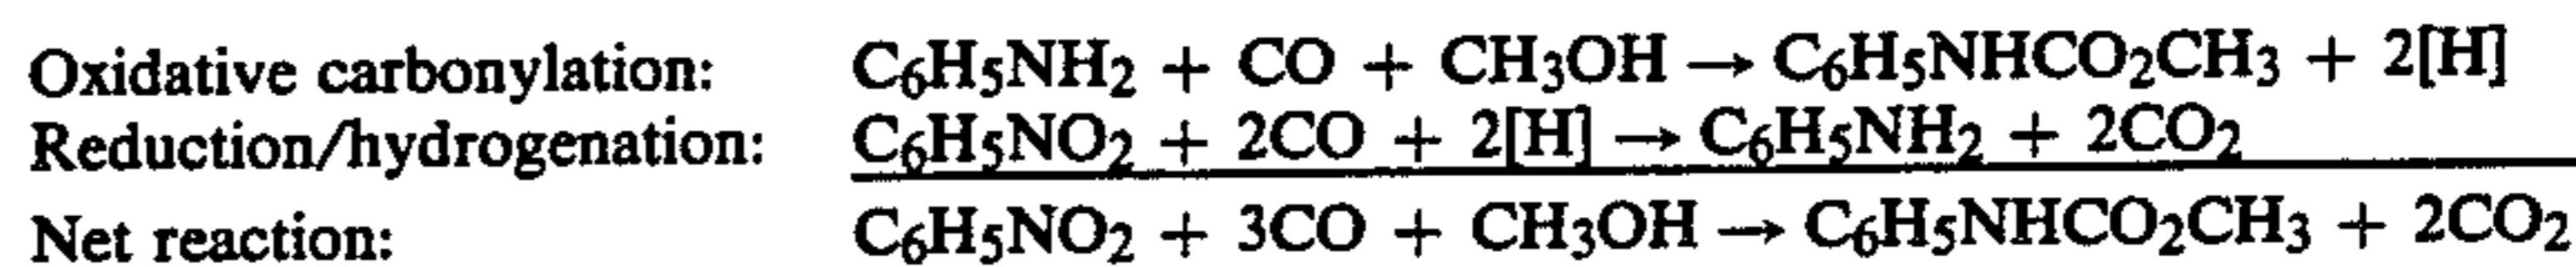 Oxidative carbonylation: C₆H₅NH₂ + CO + CH₃OH → C₆H₅NHCO₂CH₃ + 2[H]
Reduction/hydrogenation: C₆H₅NO₂ + 2CO + 2[H] → C₆H₅NH₂ + 2CO₂
Net reaction: C₆H₅NO₂ + 3CO + CH₃OH → C₆H₅NHCO₂CH₃ + 2CO₂